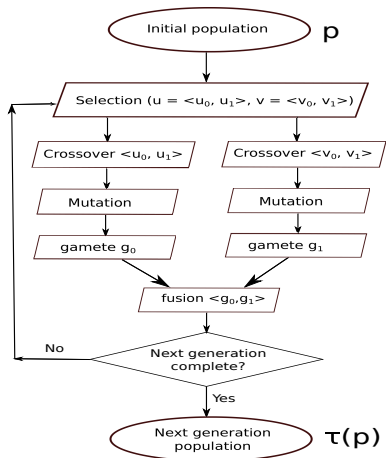 Initial population
p
Selection (u = <u₀, u₁>, v = <v₀, v₁>)
Crossover <u₀, u₁>
Crossover <v₀, v₁>
Mutation
Mutation
gamete g₀
gamete g₁
fusion <g₀,g₁>
No
Next generation
complete?
Yes
Next generation
population
τ(p)